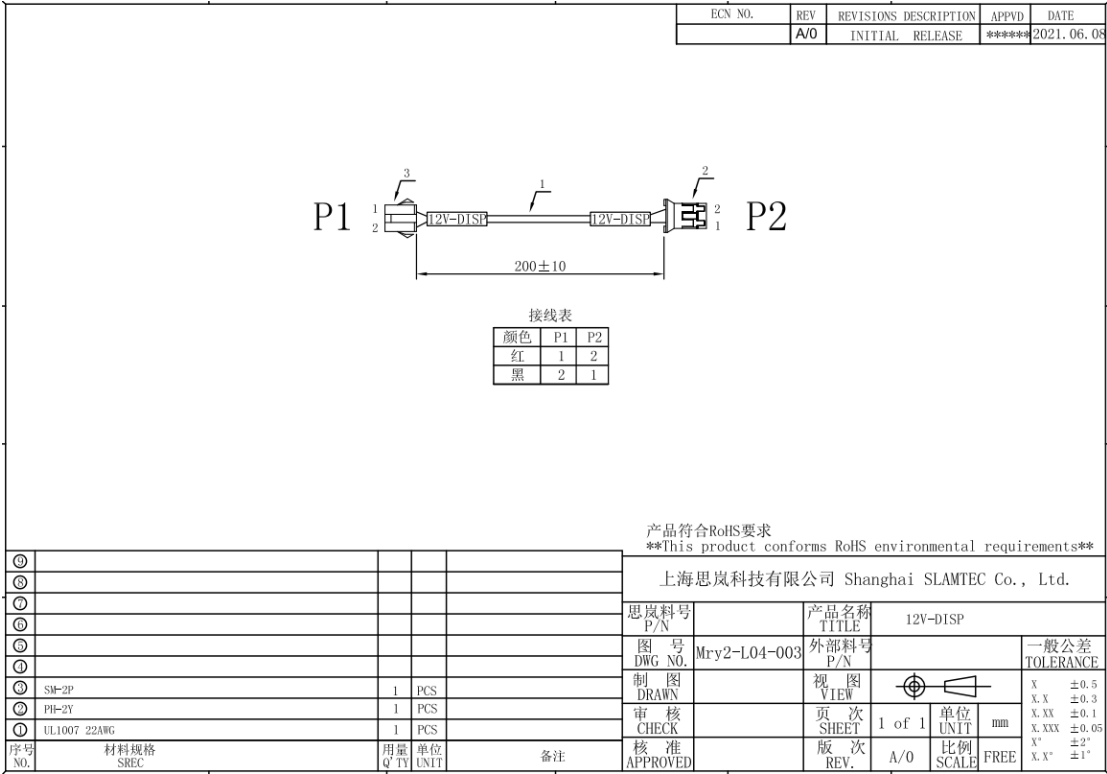 ECN NO. REV REVISIONS DESCRIPTION APPVD DATE
A/0 INITIAL RELEASE ****** 2021.06.08
3
1
2
P1
1
2
12V-DISP
12V-DISP
2
1
P2
200±10
接线表
颜色 P1 P2
红 1 2
黑 2 1
产品符合RoHS要求
**This product conforms RoHS environmental requirements**
⑨
⑧
⑦
⑥
⑤
④
③ SM-2P 1 PCS
② PH-2Y 1 PCS
① UL1007 22AWG 1 PCS
序号 材料规格 用量 单位 备注
NO. SREC Q'TY UNIT
上海思岚科技有限公司 Shanghai SLAMTEC Co., Ltd.
思岚料号 产品名称 12V-DISP
P/N TITLE
图 号 Mry2-L04-003 外部料号 一般公差
DWG NO. P/N TOLERANCE
制 图 视 图
DRAWN VIEW
审 核 页 次 1 of 1 单位 mm
CHECK SHEET UNIT
核 准 版 次 A/0 比例 FREE
APPROVED REV. SCALE
X ±0.5
X.X ±0.3
X.XX ±0.1
X.XXX ±0.05
X° ±2°
X.X° ±1°